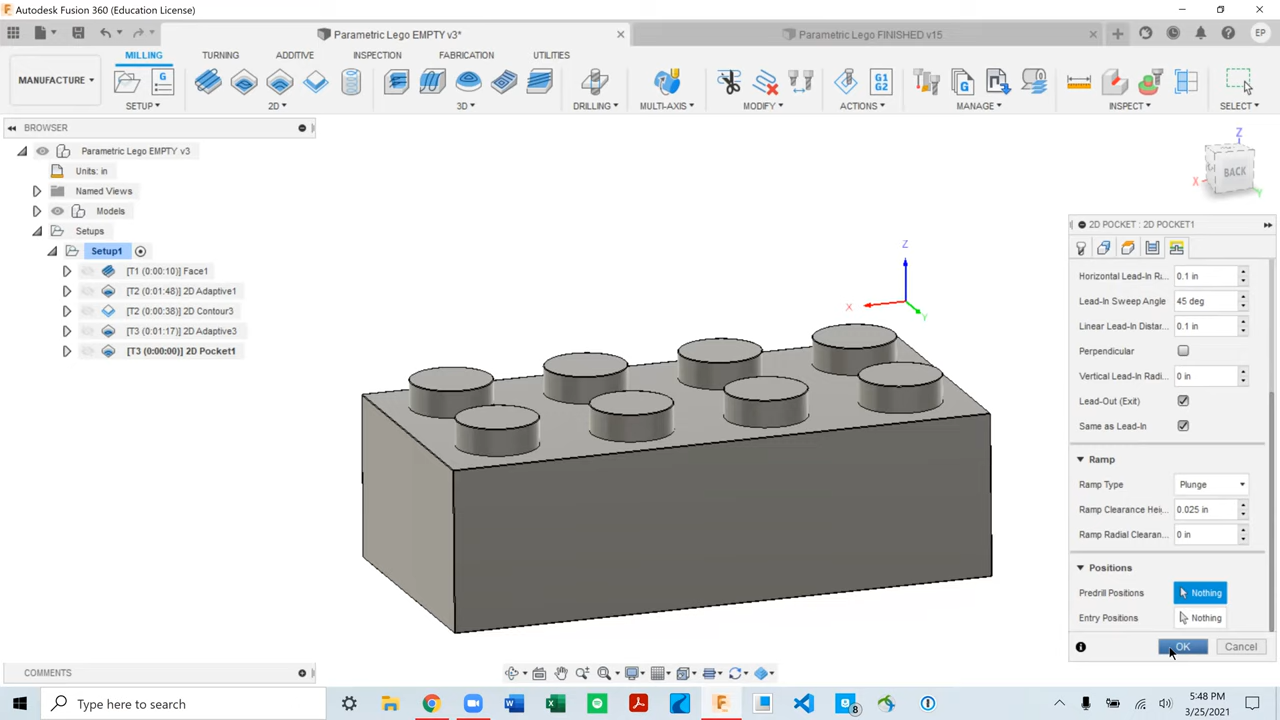 Autodesk Fusion 360 (Education License)
Parametric Lego EMPTY v3*
Parametric Lego FINISHED v15
EP
MILLING TURNING ADDITIVE INSPECTION FABRICATION UTILITIES
MANUFACTURE
G
G1
G2
SETUP 2D 3D DRILLING MULTI-AXIS MODIFY ACTIONS MANAGE INSPECT SELECT
BROWSER
Parametric Lego EMPTY v3
Units: in
Named Views
Models
Setups
Setup1
[T1 (0:00:10)] Face1
[T2 (0:01:48)] 2D Adaptive1
[T2 (0:00:38)] 2D Contour3
[T3 (0:01:17)] 2D Adaptive3
[T3 (0:00:00)] 2D Pocket1
Z
X
Y
Z
BACK
X
Y
2D POCKET : 2D POCKET1
Horizontal Lead-In R... 0.1 in
Lead-In Sweep Angle 45 deg
Linear Lead-In Distar... 0.1 in
Perpendicular
Vertical Lead-In Radi... 0 in
Lead-Out (Exit)
Same as Lead-In
Ramp
Ramp Type Plunge
Ramp Clearance Hei... 0.025 in
Ramp Radial Clearan... 0 in
Positions
Predrill Positions Nothing
Entry Positions Nothing
OK Cancel
COMMENTS
Type here to search
8
5:48 PM
3/25/2021